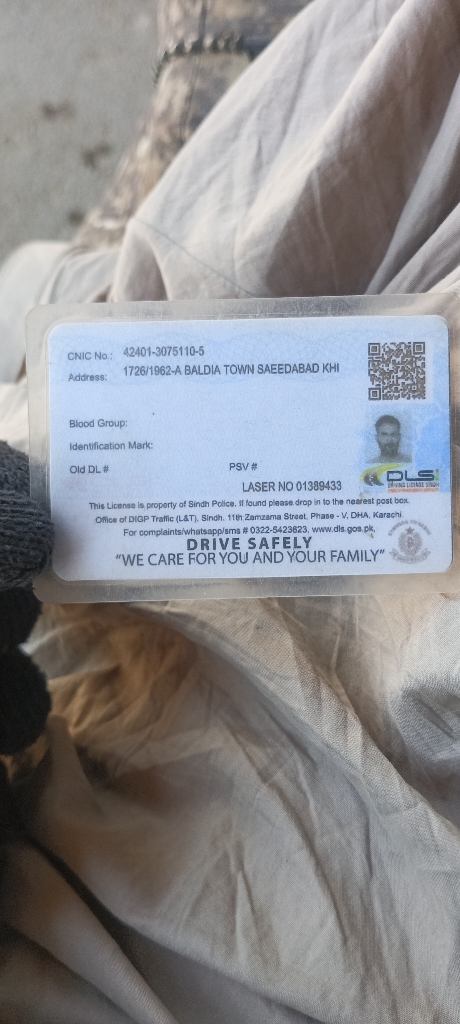 CNIC No.: 42401-3075110-5
Address: 1726/1962-A BALDIA TOWN SAEEDABAD KHI
Blood Group:
Identification Mark:
Old DL # PSV #
DLS
DRIVING LICENSE SINDH
LASER NO 01389433
This License is property of Sindh Police. If found please drop in to the nearest post box.
Office of DIGP Traffic (L&T), Sindh. 11th Zamzama Street, Phase - V, DHA, Karachi.
For complaints/whatsapp/sms # 0322-5423623, www.dls.gos.pk,
DRIVE SAFELY
"WE CARE FOR YOU AND YOUR FAMILY"